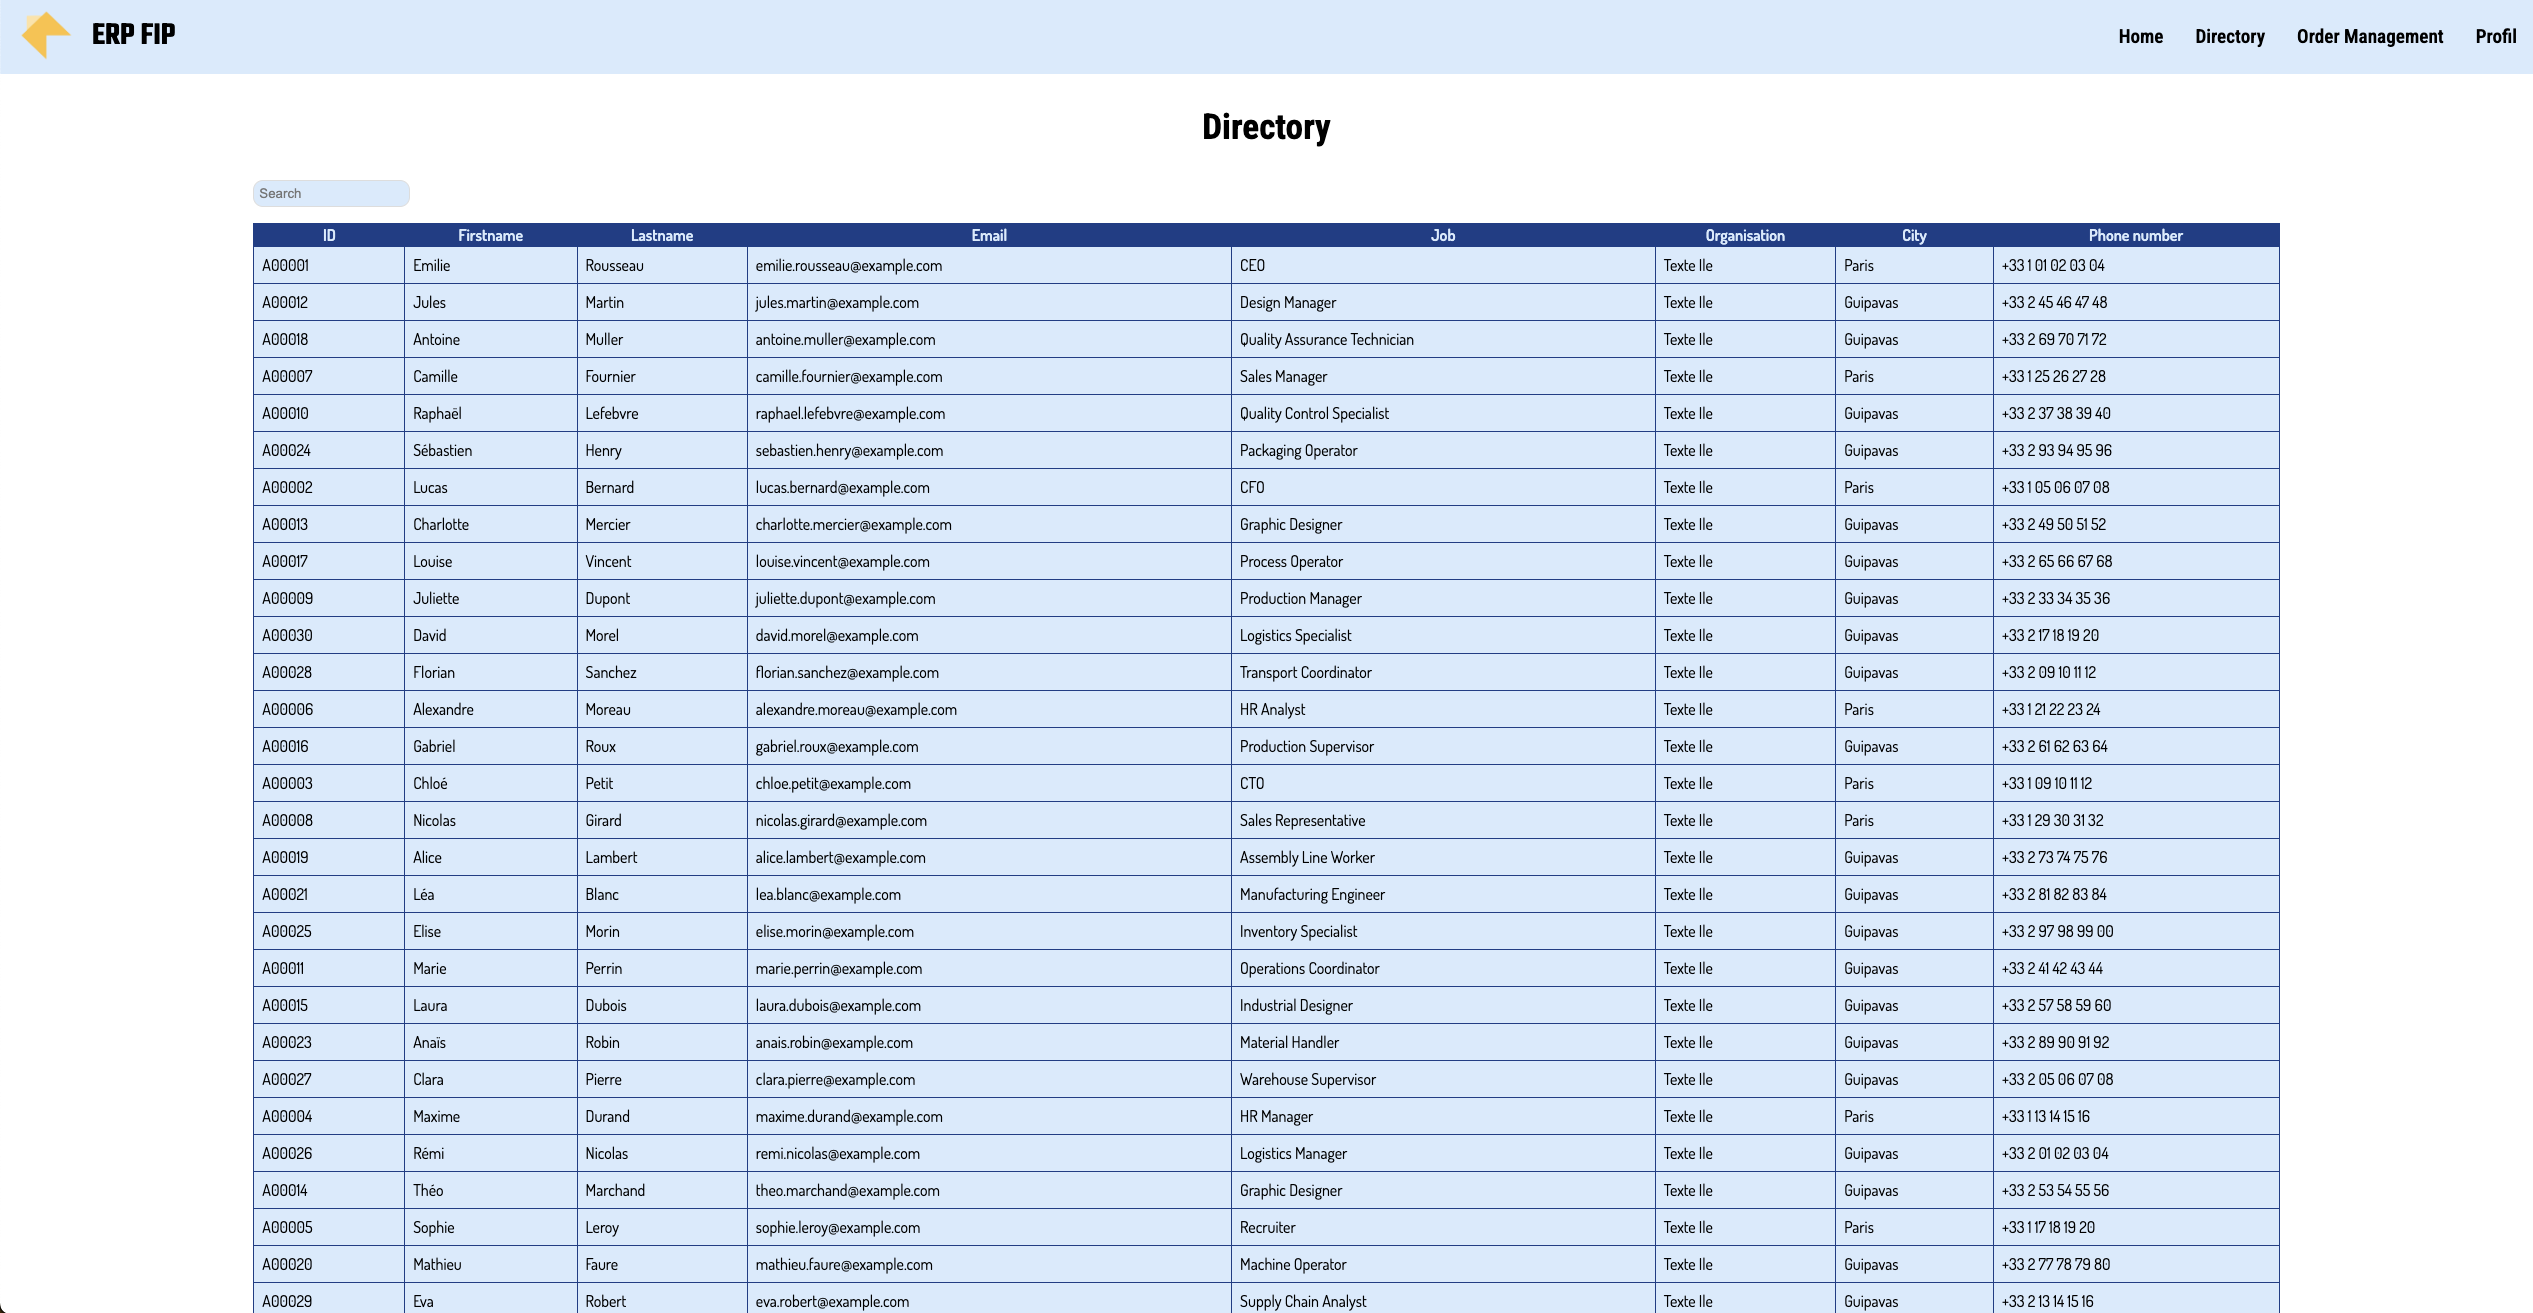 ERP FIP
Home Directory Order Management Profil
Directory
Search
ID Firstname Lastname Email Job Organisation City Phone number
A00001 Emilie Rousseau emilie.rousseau@example.com CEO Texte Ile Paris +33 1 01 02 03 04
A00012 Jules Martin jules.martin@example.com Design Manager Texte Ile Guipavas +33 2 45 46 47 48
A00018 Antoine Muller antoine.muller@example.com Quality Assurance Technician Texte Ile Guipavas +33 2 69 70 71 72
A00007 Camille Fournier camille.fournier@example.com Sales Manager Texte Ile Paris +33 1 25 26 27 28
A00010 Raphaël Lefebvre raphael.lefebvre@example.com Quality Control Specialist Texte Ile Guipavas +33 2 37 38 39 40
A00024 Sébastien Henry sebastien.henry@example.com Packaging Operator Texte Ile Guipavas +33 2 93 94 95 96
A00002 Lucas Bernard lucas.bernard@example.com CFO Texte Ile Paris +33 1 05 06 07 08
A00013 Charlotte Mercier charlotte.mercier@example.com Graphic Designer Texte Ile Guipavas +33 2 49 50 51 52
A00017 Louise Vincent louise.vincent@example.com Process Operator Texte Ile Guipavas +33 2 65 66 67 68
A00009 Juliette Dupont juliette.dupont@example.com Production Manager Texte Ile Guipavas +33 2 33 34 35 36
A00030 David Morel david.morel@example.com Logistics Specialist Texte Ile Guipavas +33 2 17 18 19 20
A00028 Florian Sanchez florian.sanchez@example.com Transport Coordinator Texte Ile Guipavas +33 2 09 10 11 12
A00006 Alexandre Moreau alexandre.moreau@example.com HR Analyst Texte Ile Paris +33 1 21 22 23 24
A00016 Gabriel Roux gabriel.roux@example.com Production Supervisor Texte Ile Guipavas +33 2 61 62 63 64
A00003 Chloé Petit chloe.petit@example.com CTO Texte Ile Paris +33 1 09 10 11 12
A00008 Nicolas Girard nicolas.girard@example.com Sales Representative Texte Ile Paris +33 1 29 30 31 32
A00019 Alice Lambert alice.lambert@example.com Assembly Line Worker Texte Ile Guipavas +33 2 73 74 75 76
A00021 Léa Blanc lea.blanc@example.com Manufacturing Engineer Texte Ile Guipavas +33 2 81 82 83 84
A00025 Elise Morin elise.morin@example.com Inventory Specialist Texte Ile Guipavas +33 2 97 98 99 00
A00011 Marie Perrin marie.perrin@example.com Operations Coordinator Texte Ile Guipavas +33 2 41 42 43 44
A00015 Laura Dubois laura.dubois@example.com Industrial Designer Texte Ile Guipavas +33 2 57 58 59 60
A00023 Anaïs Robin anais.robin@example.com Material Handler Texte Ile Guipavas +33 2 89 90 91 92
A00027 Clara Pierre clara.pierre@example.com Warehouse Supervisor Texte Ile Guipavas +33 2 05 06 07 08
A00004 Maxime Durand maxime.durand@example.com HR Manager Texte Ile Paris +33 1 13 14 15 16
A00026 Rémi Nicolas remi.nicolas@example.com Logistics Manager Texte Ile Guipavas +33 2 01 02 03 04
A00014 Théo Marchand theo.marchand@example.com Graphic Designer Texte Ile Guipavas +33 2 53 54 55 56
A00005 Sophie Leroy sophie.leroy@example.com Recruiter Texte Ile Paris +33 1 17 18 19 20
A00020 Mathieu Faure mathieu.faure@example.com Machine Operator Texte Ile Guipavas +33 2 77 78 79 80
A00029 Eva Robert eva.robert@example.com Supply Chain Analyst Texte Ile Guipavas +33 2 13 14 15 16